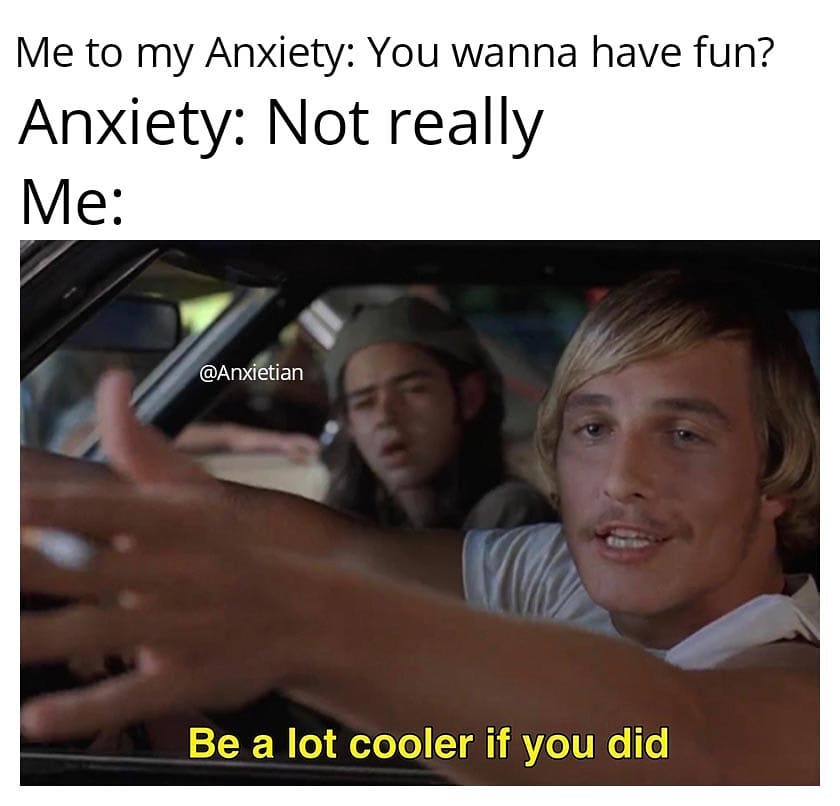 Me to my Anxiety: You wanna have fun?
Anxiety: Not really
Me:
@Anxietian
Be a lot cooler if you did